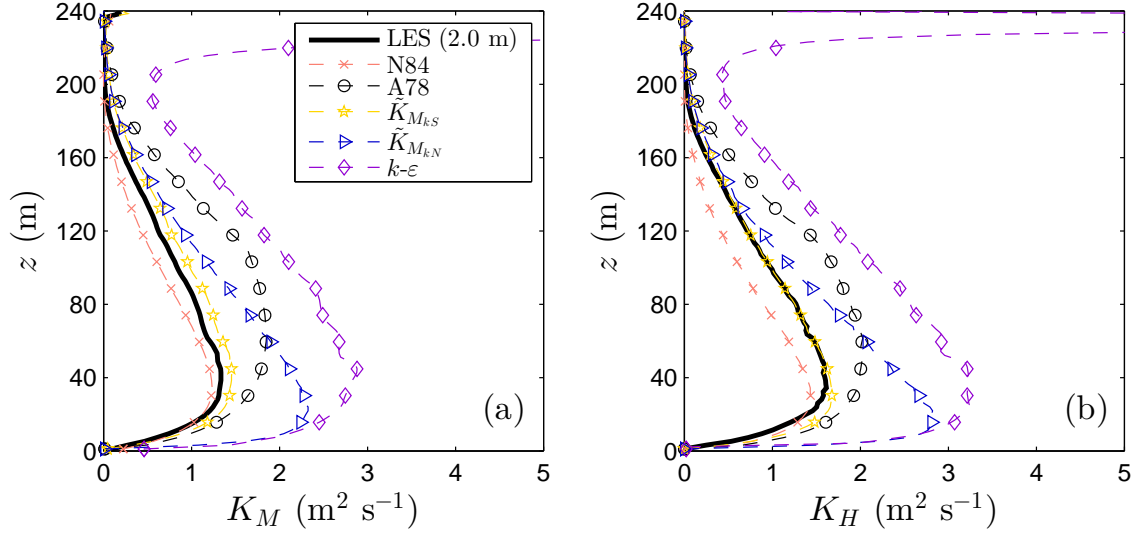 240
200
160
120
80
40
0
z (m)
0 1 2 3 4 5
K_M (m² s⁻¹)
(a)
LES (2.0 m)
N84
A78
K̃_{M_{kS}}
K̃_{M_{kN}}
k-ε
240
200
160
120
80
40
0
z (m)
0 1 2 3 4 5
K_H (m² s⁻¹)
(b)